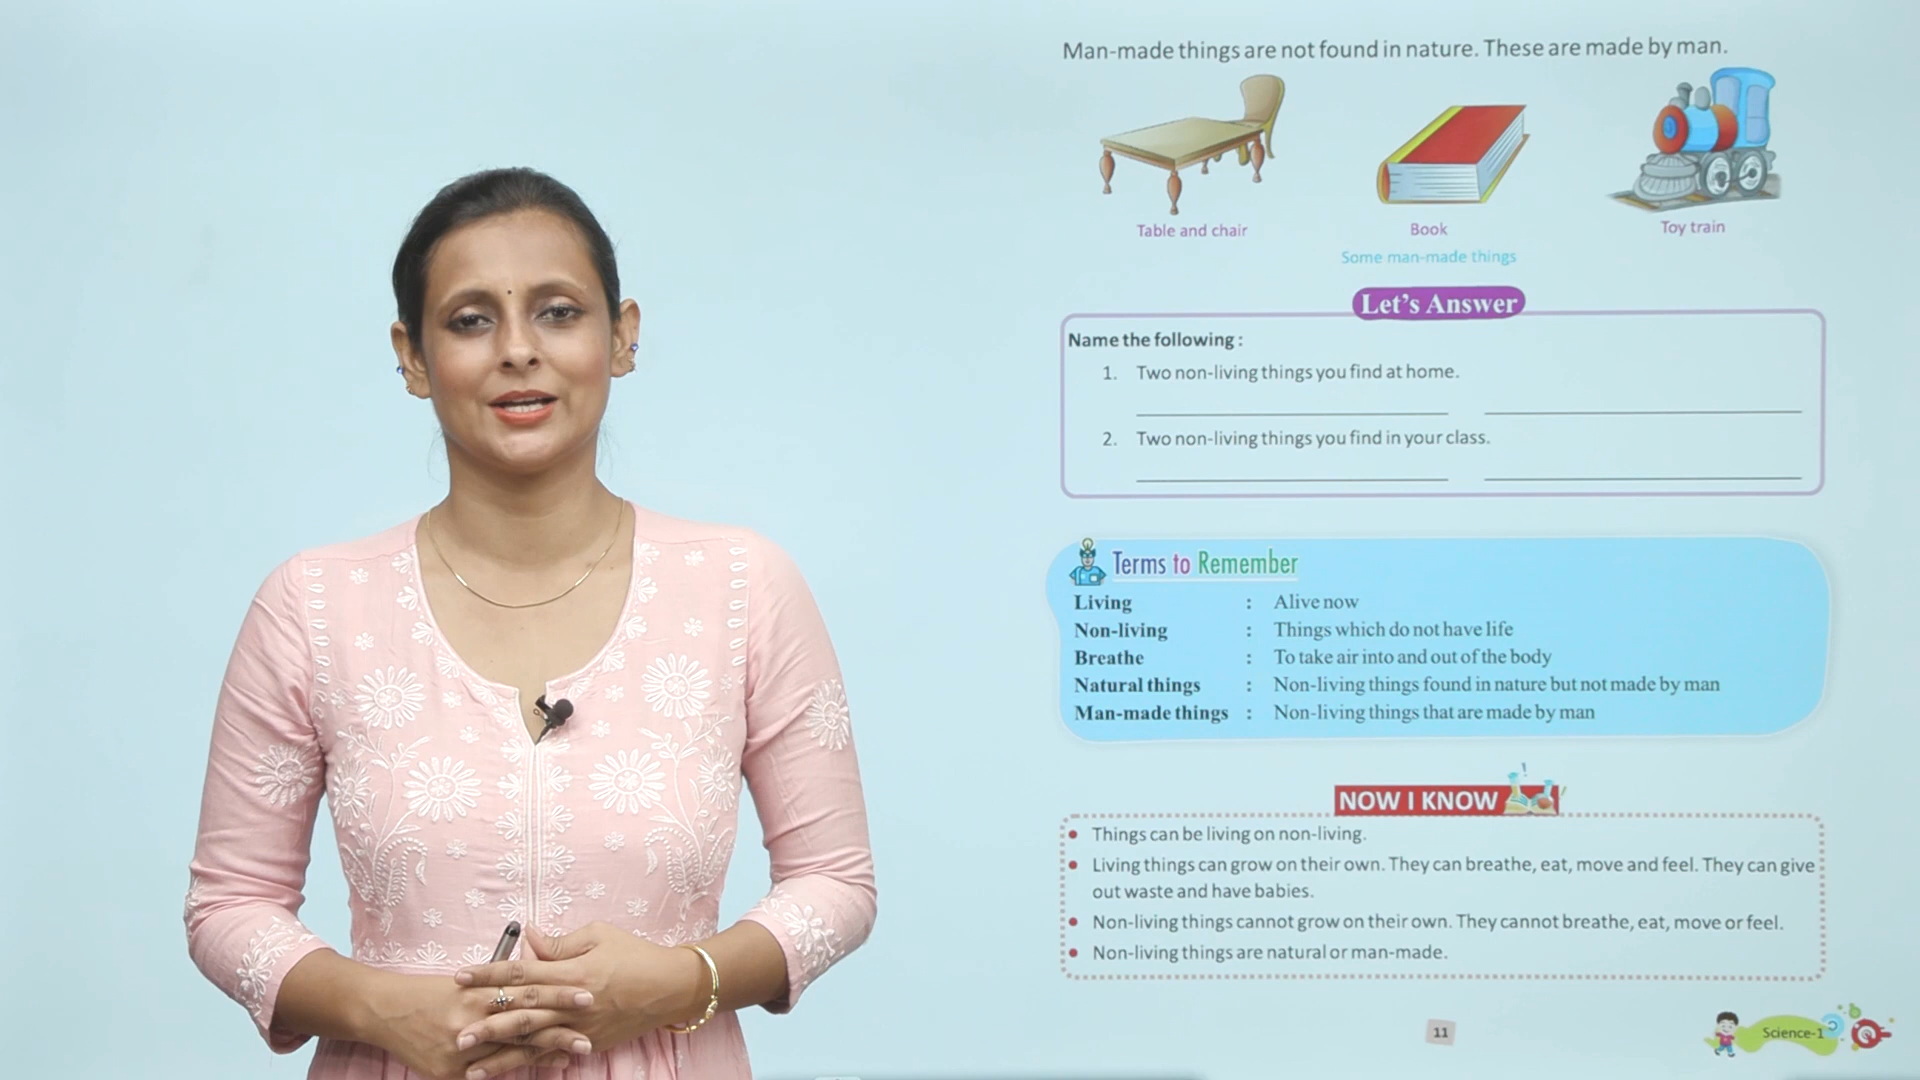 Man-made things are not found in nature. These are made by man.
Table and chair
Book
Toy train
Some man-made things
Let's Answer
Name the following :
1. Two non-living things you find at home.
2. Two non-living things you find in your class.
Terms to Remember
Living : Alive now
Non-living : Things which do not have life
Breathe : To take air into and out of the body
Natural things : Non-living things found in nature but not made by man
Man-made things : Non-living things that are made by man
NOW I KNOW
Things can be living on non-living.
Living things can grow on their own. They can breathe, eat, move and feel. They can give
out waste and have babies.
Non-living things cannot grow on their own. They cannot breathe, eat, move or feel.
Non-living things are natural or man-made.
11
Science-1